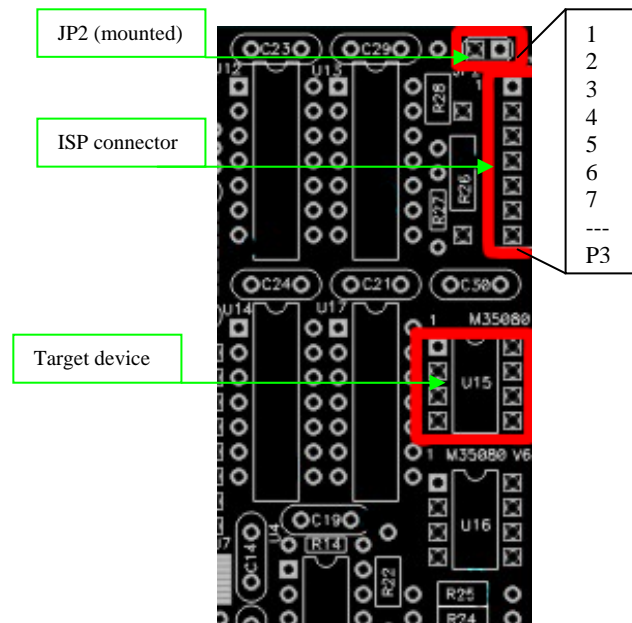 JP2 (mounted)
ISP connector
Target device
C23
C29
U12
U13
1
R28
R26
R27
C24
C21
C30
U14
U17
1
M35080
U15
1 M35080 V6
U16
C19
U4
R14
C14
R22
R25
R24
1
2
3
4
5
6
7
---
P3